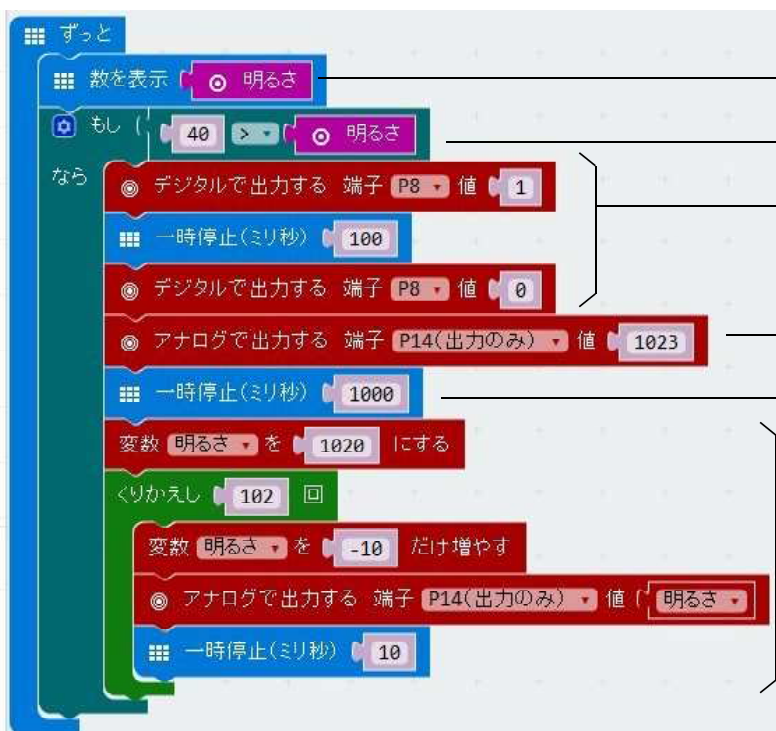 ずっと
数を表示 明るさ
もし 40 > 明るさ
なら
デジタルで出力する 端子 P8 値 1
一時停止(ミリ秒) 100
デジタルで出力する 端子 P8 値 0
アナログで出力する 端子 P14(出力のみ) 値 1023
一時停止(ミリ秒) 1000
変数 明るさ を 1020 にする
くりかえし 102 回
変数 明るさ を -10 だけ増やす
アナログで出力する 端子 P14(出力のみ) 値 明るさ
一時停止(ミリ秒) 10